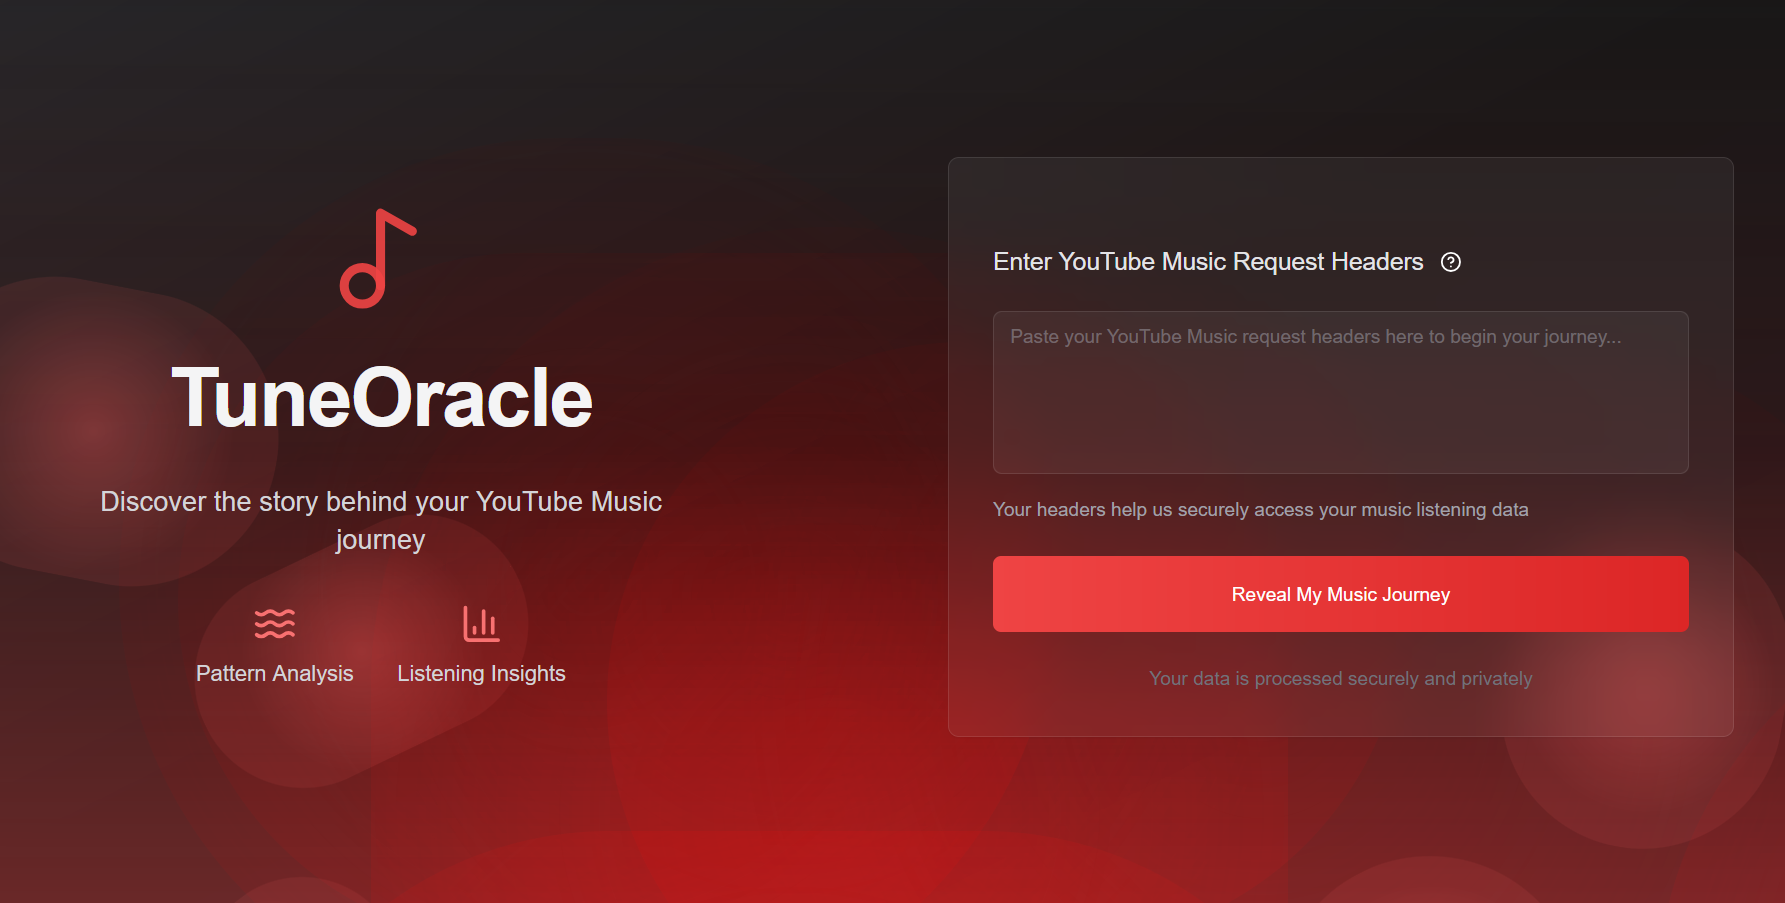 TuneOracle
Discover the story behind your YouTube Music
journey
Pattern Analysis
Listening Insights
Enter YouTube Music Request Headers
Paste your YouTube Music request headers here to begin your journey...
Your headers help us securely access your music listening data
Reveal My Music Journey
Your data is processed securely and privately